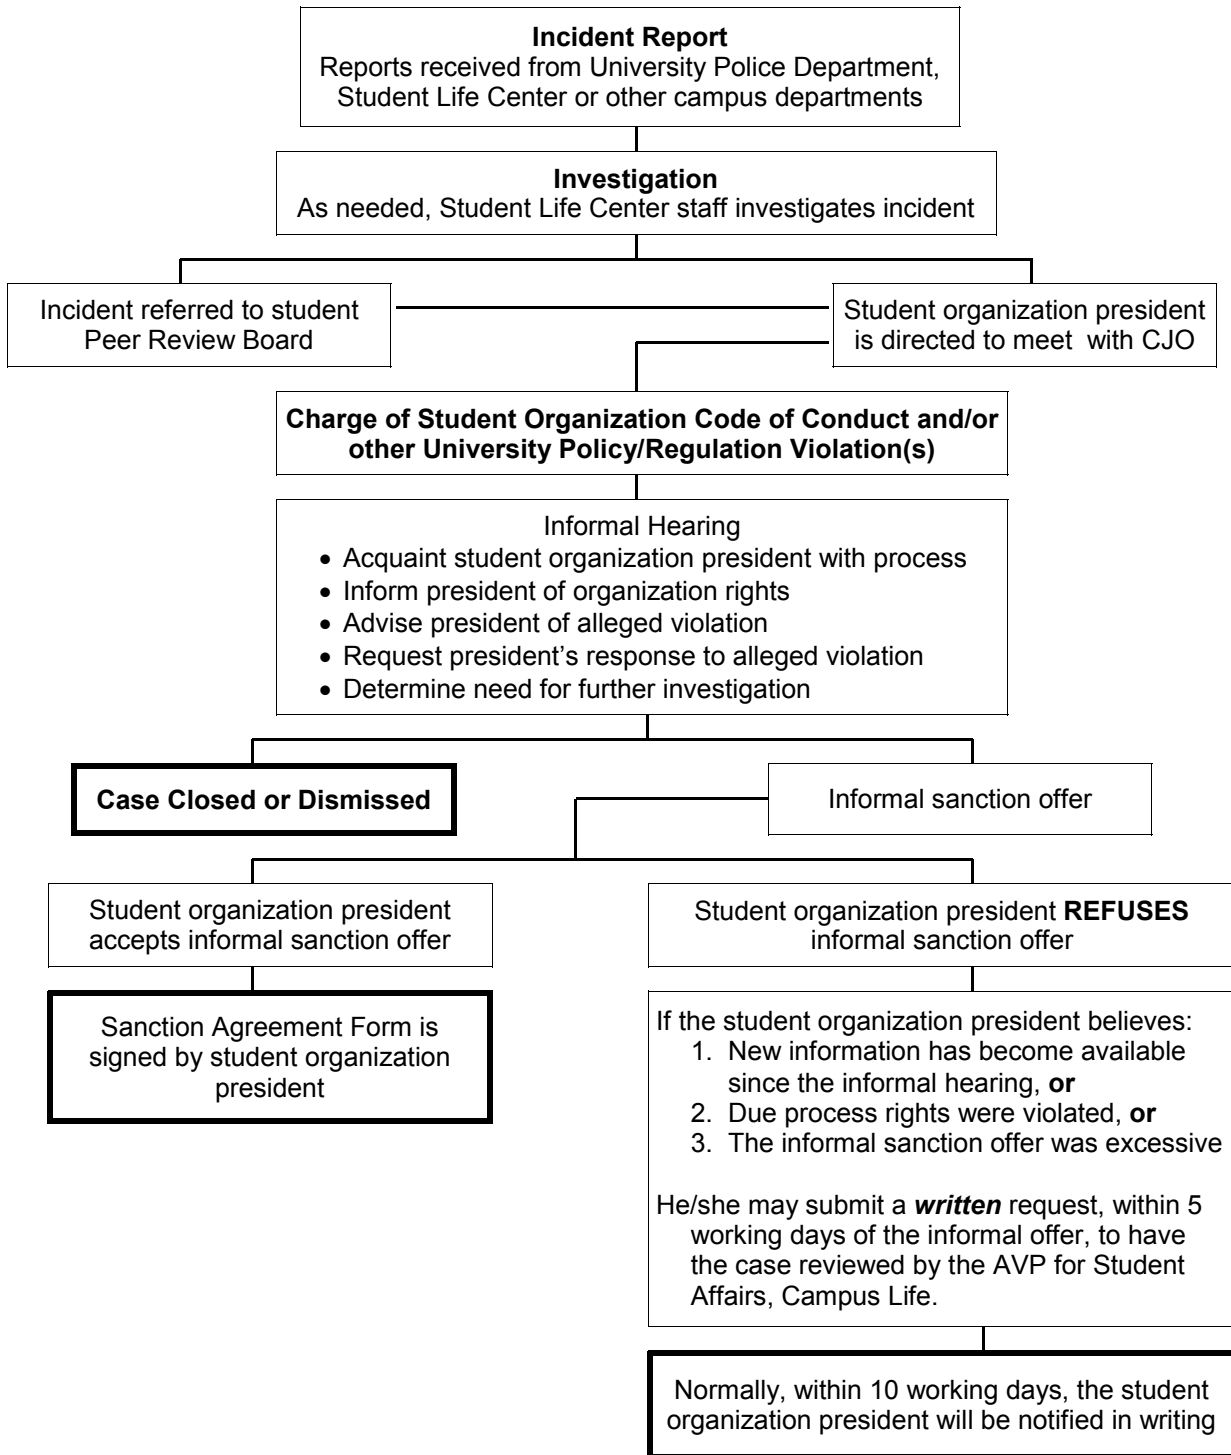 Incident Report
Reports received from University Police Department,
Student Life Center or other campus departments
Investigation
As needed, Student Life Center staff investigates incident
Incident referred to student
Peer Review Board
Student organization president
is directed to meet  with CJO
Charge of Student Organization Code of Conduct and/or
other University Policy/Regulation Violation(s)
Informal Hearing
• Acquaint student organization president with process
• Inform president of organization rights
• Advise president of alleged violation
• Request president’s response to alleged violation
• Determine need for further investigation
Case Closed or Dismissed
Informal sanction offer
Student organization president
accepts informal sanction offer
Sanction Agreement Form is
signed by student organization
president
Student organization president REFUSES
informal sanction offer
If the student organization president believes:
1. New information has become available
since the informal hearing, or
2. Due process rights were violated, or
3. The informal sanction offer was excessive
He/she may submit a written request, within 5
working days of the informal offer, to have
the case reviewed by the AVP for Student
Affairs, Campus Life.
Normally, within 10 working days, the student
organization president will be notified in writing